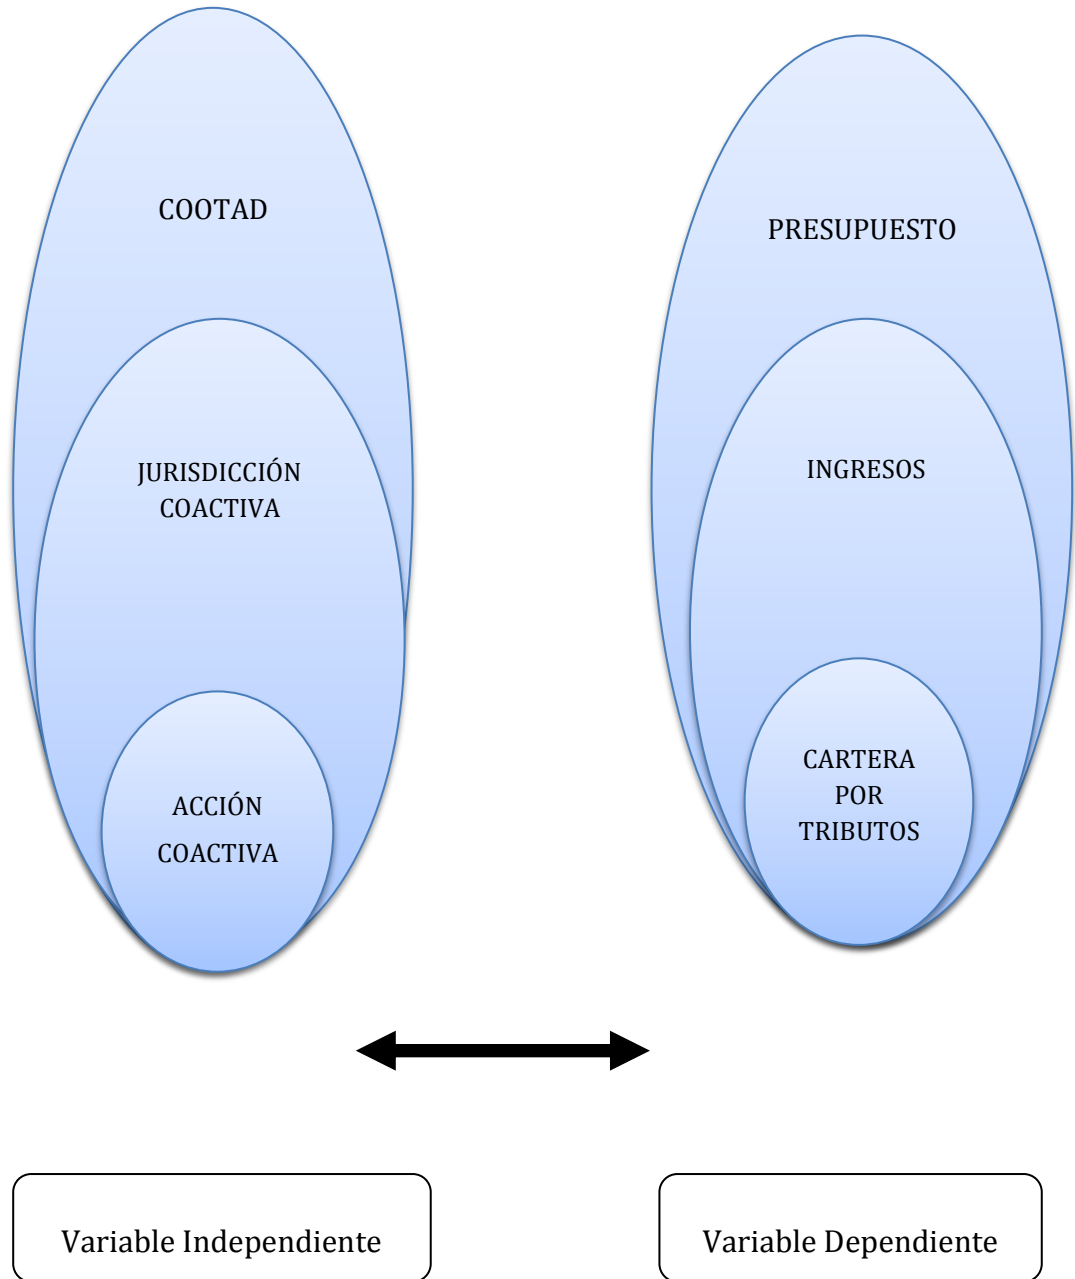 COOTAD
JURISDICCIÓN
COACTIVA
ACCIÓN
COACTIVA
PRESUPUESTO
INGRESOS
CARTERA
POR
TRIBUTOS
Variable Independiente
Variable Dependiente